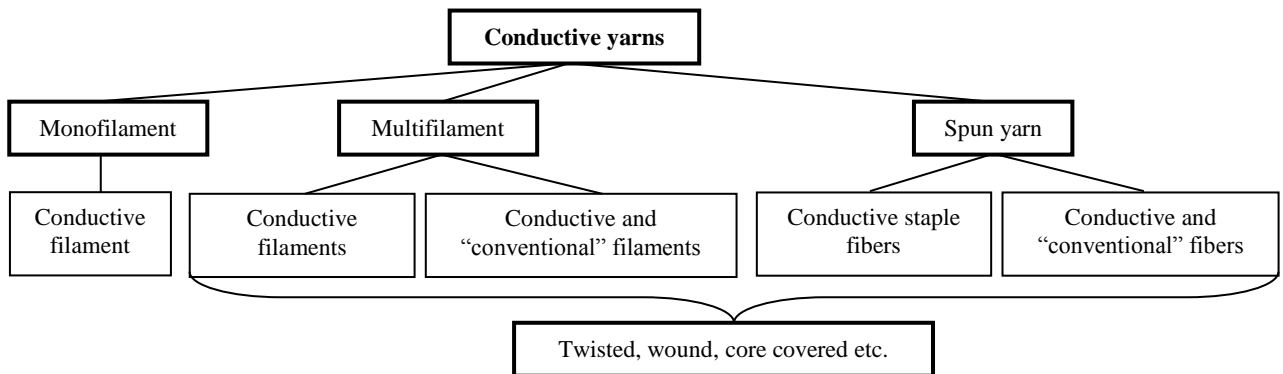 Conductive yarns
Monofilament
Multifilament
Spun yarn
Conductive
filament
Conductive
filaments
Conductive and
“conventional” filaments
Conductive staple
fibers
Conductive and
“conventional” fibers
Twisted, wound, core covered etc.